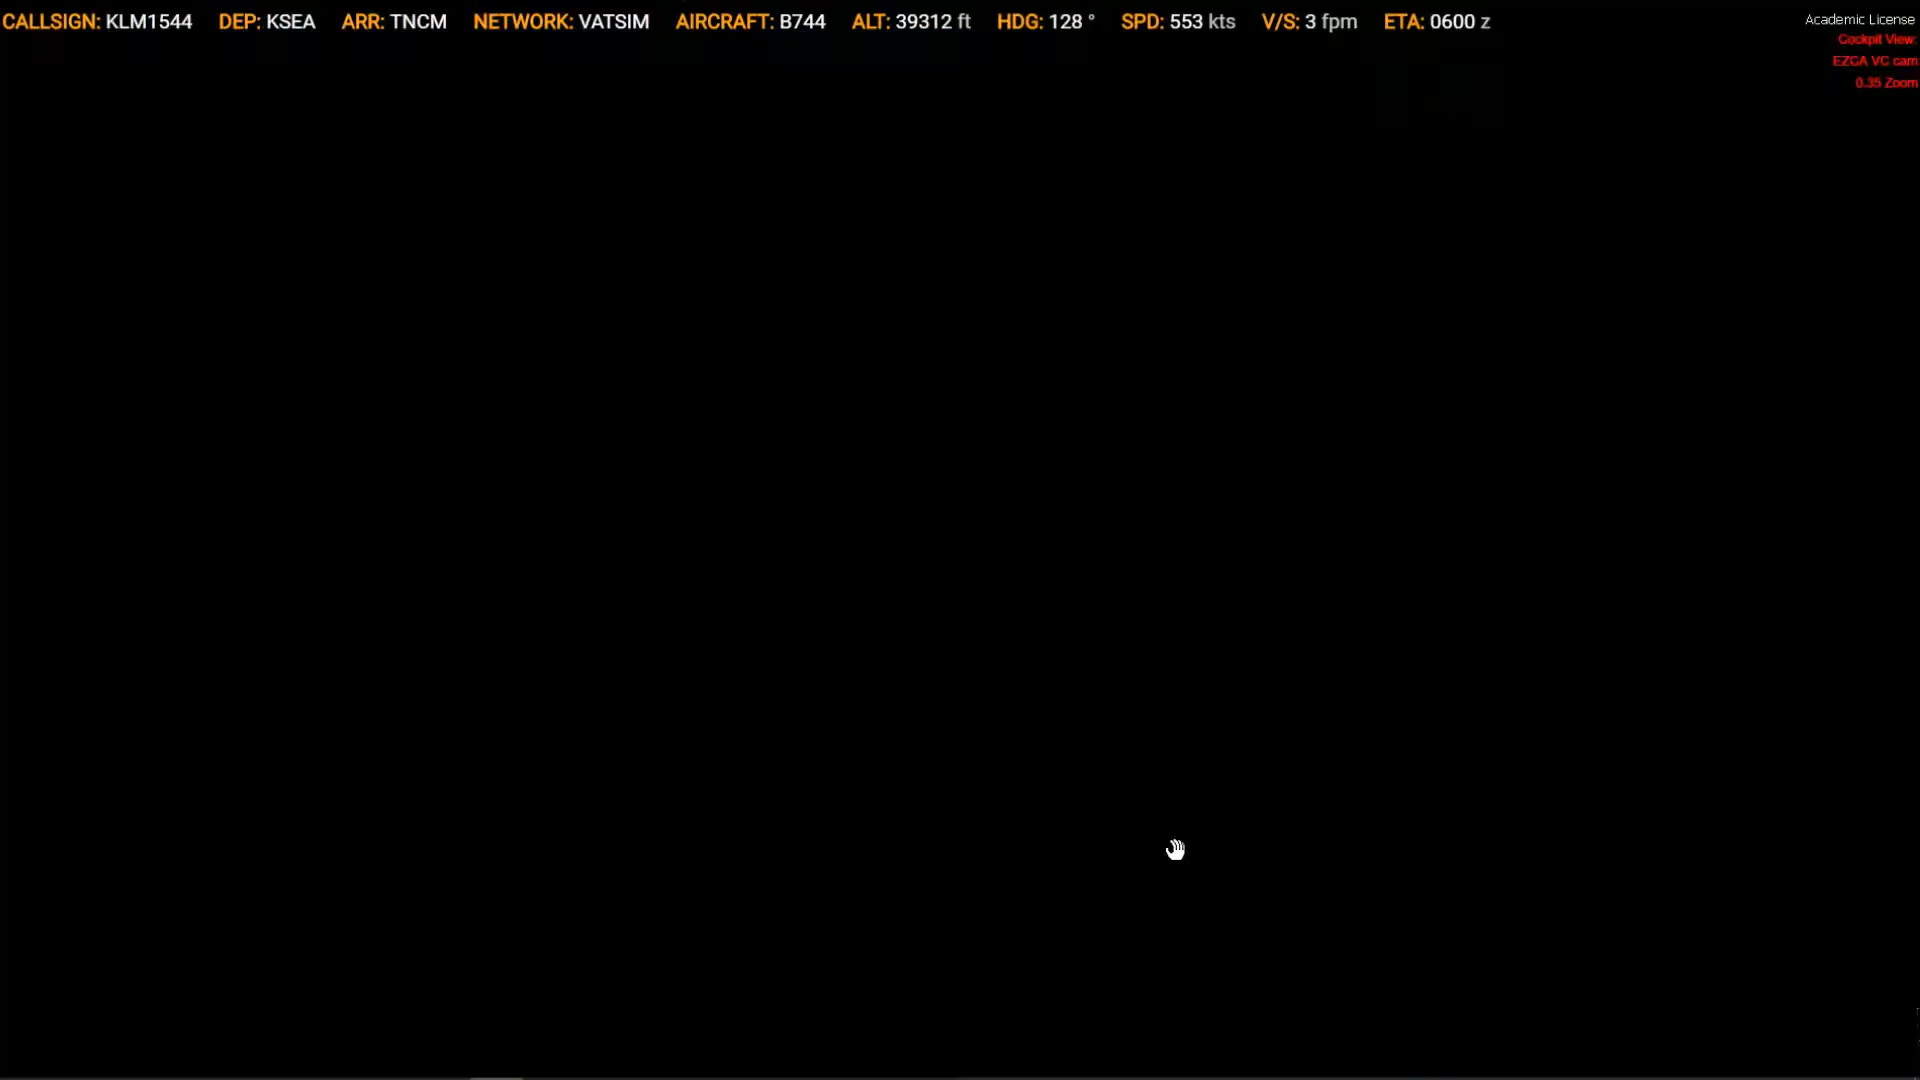 CALLSIGN: KLM1544 DEP: KSEA ARR: TNCM NETWORK: VATSIM AIRCRAFT: B744 ALT: 39312 ft HDG: 128 ° SPD: 553 kts V/S: 3 fpm ETA: 0600 z
Academic License
Cockpit View:
EZCA VC cam
0.35 Zoom